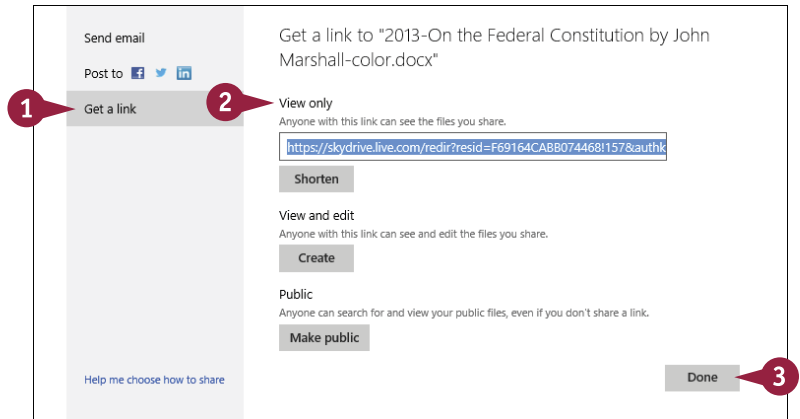 Send email
Post to
Get a link
Help me choose how to share
Get a link to "2013-On the Federal Constitution by John
Marshall-color.docx"
View only
Anyone with this link can see the files you share.
https://skydrive.live.com/redir?resid=F69164CABB074468!157&authk
Shorten
View and edit
Anyone with this link can see and edit the files you share.
Create
Public
Anyone can search for and view your public files, even if you don't share a link.
Make public
Done
1
2
3